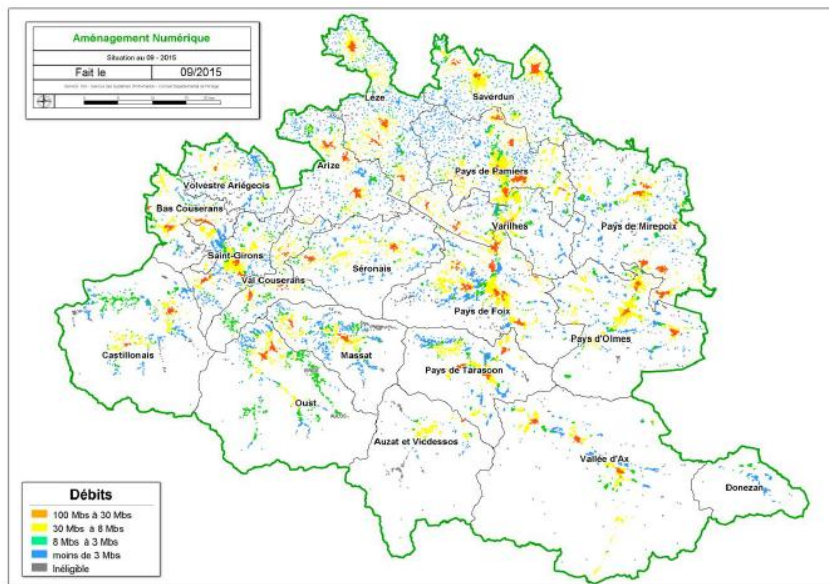 Aménagement Numérique
Situation au 09 - 2015
Fait le 09/2015
Lèze
Saverdun
Arize
Pays de Pamiers
Volvestre Ariégeois
Bas Couserans
Varilhes
Pays de Mirepoix
Saint-Girons
Val Couserans
Séronais
Pays de Foix
Castillonais
Massat
Pays d'Olmes
Pays de Tarascon
Oust
Auzat et Vicdessos
Vallée d'Ax
Donezan
Débits
100 Mbs à 30 Mbs
30 Mbs à 8 Mbs
8 Mbs à 3 Mbs
moins de 3 Mbs
Inéligible